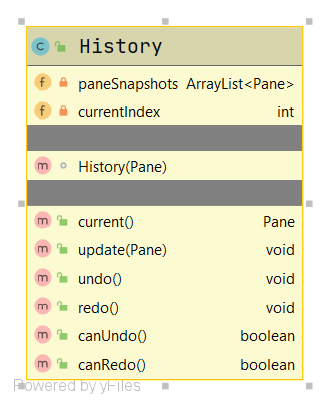 C History
f paneSnapshots ArrayList<Pane>
f currentIndex int
m History(Pane)
m current() Pane
m update(Pane) void
m undo() void
m redo() void
m canUndo() boolean
m canRedo() boolean
Powered by yFiles